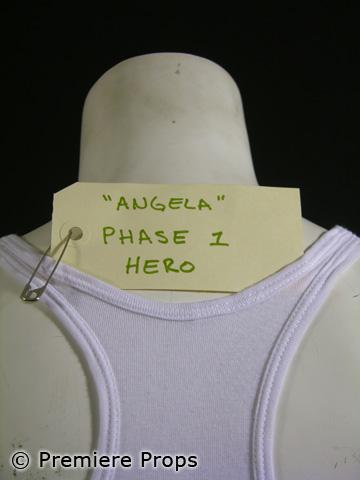 "ANGELA"
PHASE 1
HERO
© Premiere Props